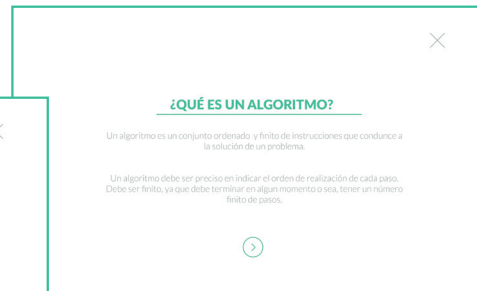 ¿QUÉ ES UN ALGORITMO?
Un algoritmo es un conjunto ordenado y finito de instrucciones que condunce a
la solución de un problema.
Un algoritmo debe ser preciso en indicar el orden de realización de cada paso.
Debe ser finito, ya que debe terminar en algun momento o sea, tener un número
finito de pasos.